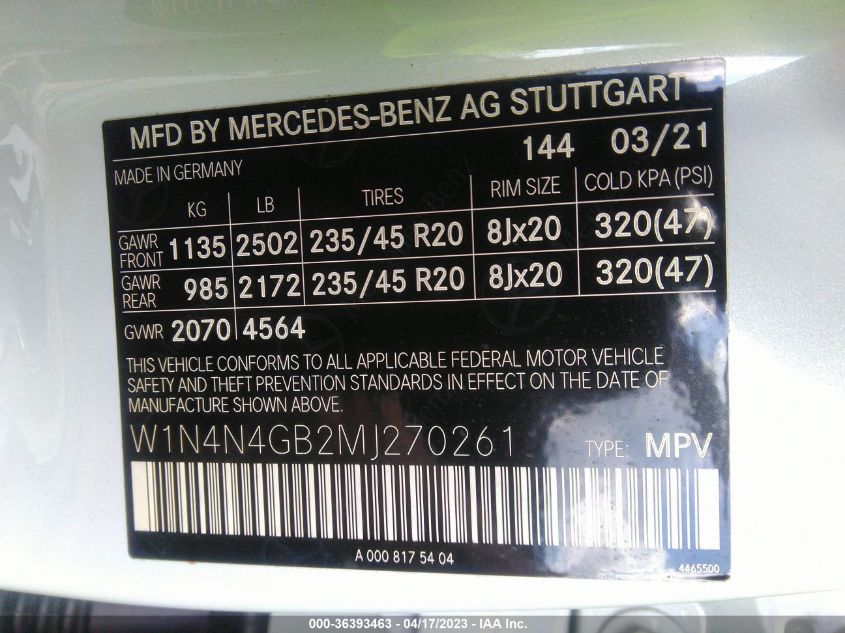 MFD BY MERCEDES-BENZ AG STUTTGART
144 03/21
MADE IN GERMANY
KG LB TIRES RIM SIZE COLD KPA (PSI)
GAWR FRONT 1135 2502 235/45 R20 8Jx20 320(47)
GAWR REAR 985 2172 235/45 R20 8Jx20 320(47)
GVWR 2070 4564
THIS VEHICLE CONFORMS TO ALL APPLICABLE FEDERAL MOTOR VEHICLE
SAFETY AND THEFT PREVENTION STANDARDS IN EFFECT ON THE DATE OF
MANUFACTURE SHOWN ABOVE.
W1N4N4GB2MJ270261 TYPE: MPV
A 000 817 54 04
4465500
000-36393463 - 04/17/2023 - IAA Inc.